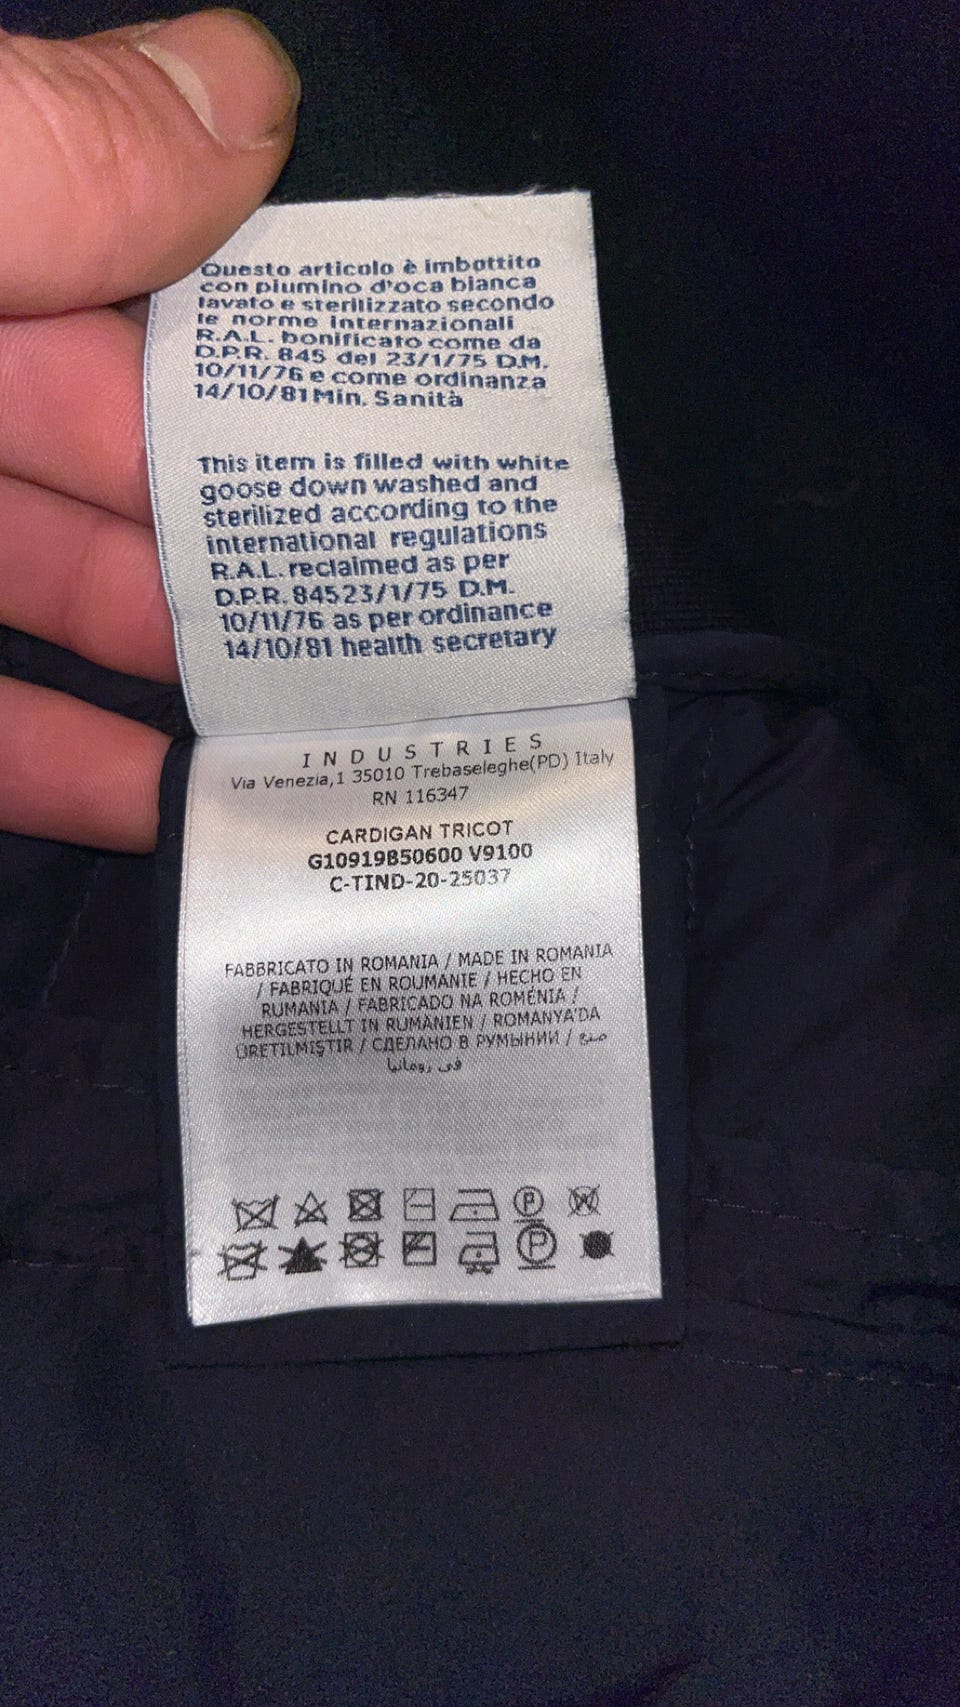 Questo articolo è imbottito
con piumino d'oca bianca
lavato e sterilizzato secondo
le norme internazionali
R.A.L. bonificato come da
D.P.R. 845 del 23/1/75 D.M.
10/11/76 e come ordinanza
14/10/81 Min. Sanità
This item is filled with white
goose down washed and
sterilized according to the
international regulations
R.A.L. reclaimed as per
D.P.R. 845 23/1/75 D.M.
10/11/76 as per ordinance
14/10/81 health secretary
INDUSTRIES
Via Venezia,1 35010 Trebaseleghe(PD) Italy
RN 116347
CARDIGAN TRICOT
G10919B50600 V9100
C-TIND-20-25037
FABBRICATO IN ROMANIA / MADE IN ROMANIA
/ FABRIQUÉ EN ROUMANIE / HECHO EN
RUMANIA / FABRICADO NA ROMÉNIA /
HERGESTELLT IN RUMÄNIEN / ROMANYA'DA
ÜRETILMIŞTIR / СДЕЛАНО В РУМЫНИИ / صنع
في رومانيا
P W
P